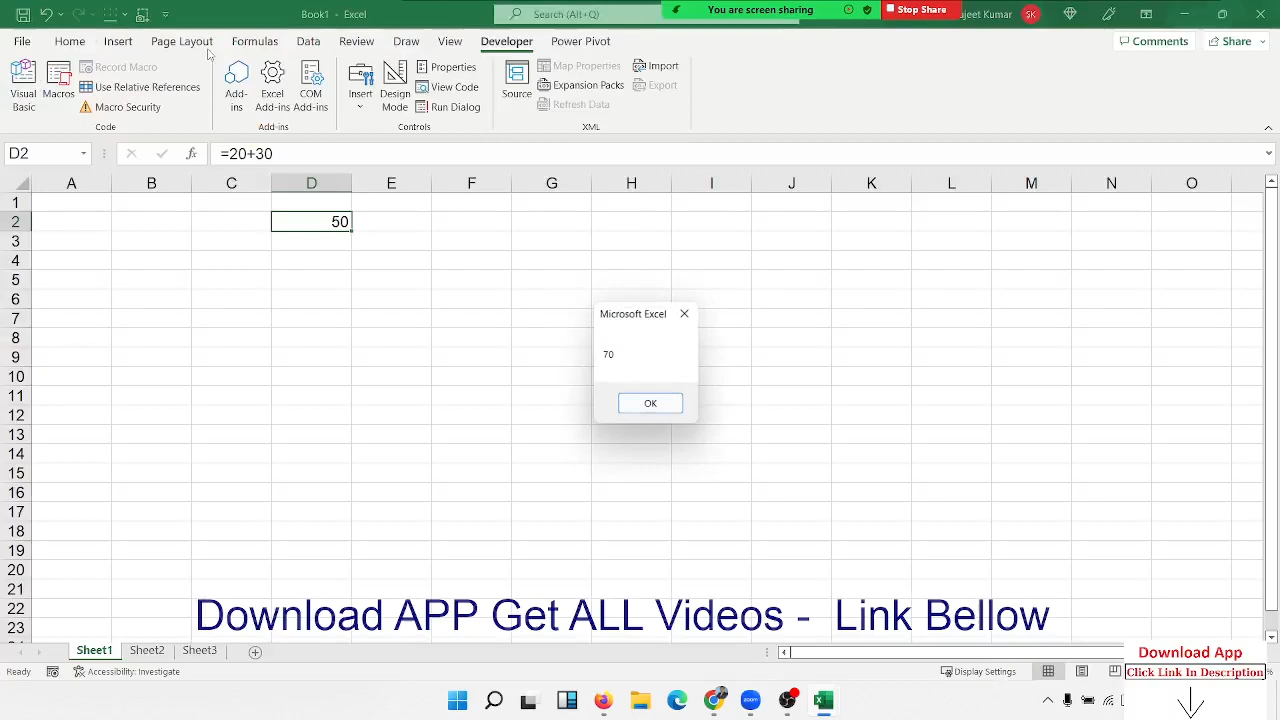 Book1 - Excel
Search (Alt+Q)
You are screen sharing
Stop Share
ujeet Kumar
SK
File Home Insert Page Layout Formulas Data Review Draw View Developer Power Pivot
Comments
Share
Visual Basic
Macros
Record Macro
Use Relative References
Macro Security
Code
Add-ins
Excel Add-ins
COM Add-ins
Add-ins
Insert
Design Mode
Properties
View Code
Run Dialog
Controls
Source
Map Properties
Expansion Packs
Refresh Data
Import
Export
XML
D2
fx
=20+30
A B C D E F G H I J K L M N O
1
2 50
3
4
5
6
7
8
9
10
11
12
13
14
15
16
17
18
19
20
21
22
23
Microsoft Excel
70
OK
Download APP Get ALL Videos - Link Bellow
Sheet1 Sheet2 Sheet3
Download App
Click Link In Description
Ready
Accessibility: Investigate
Display Settings
%
zoom